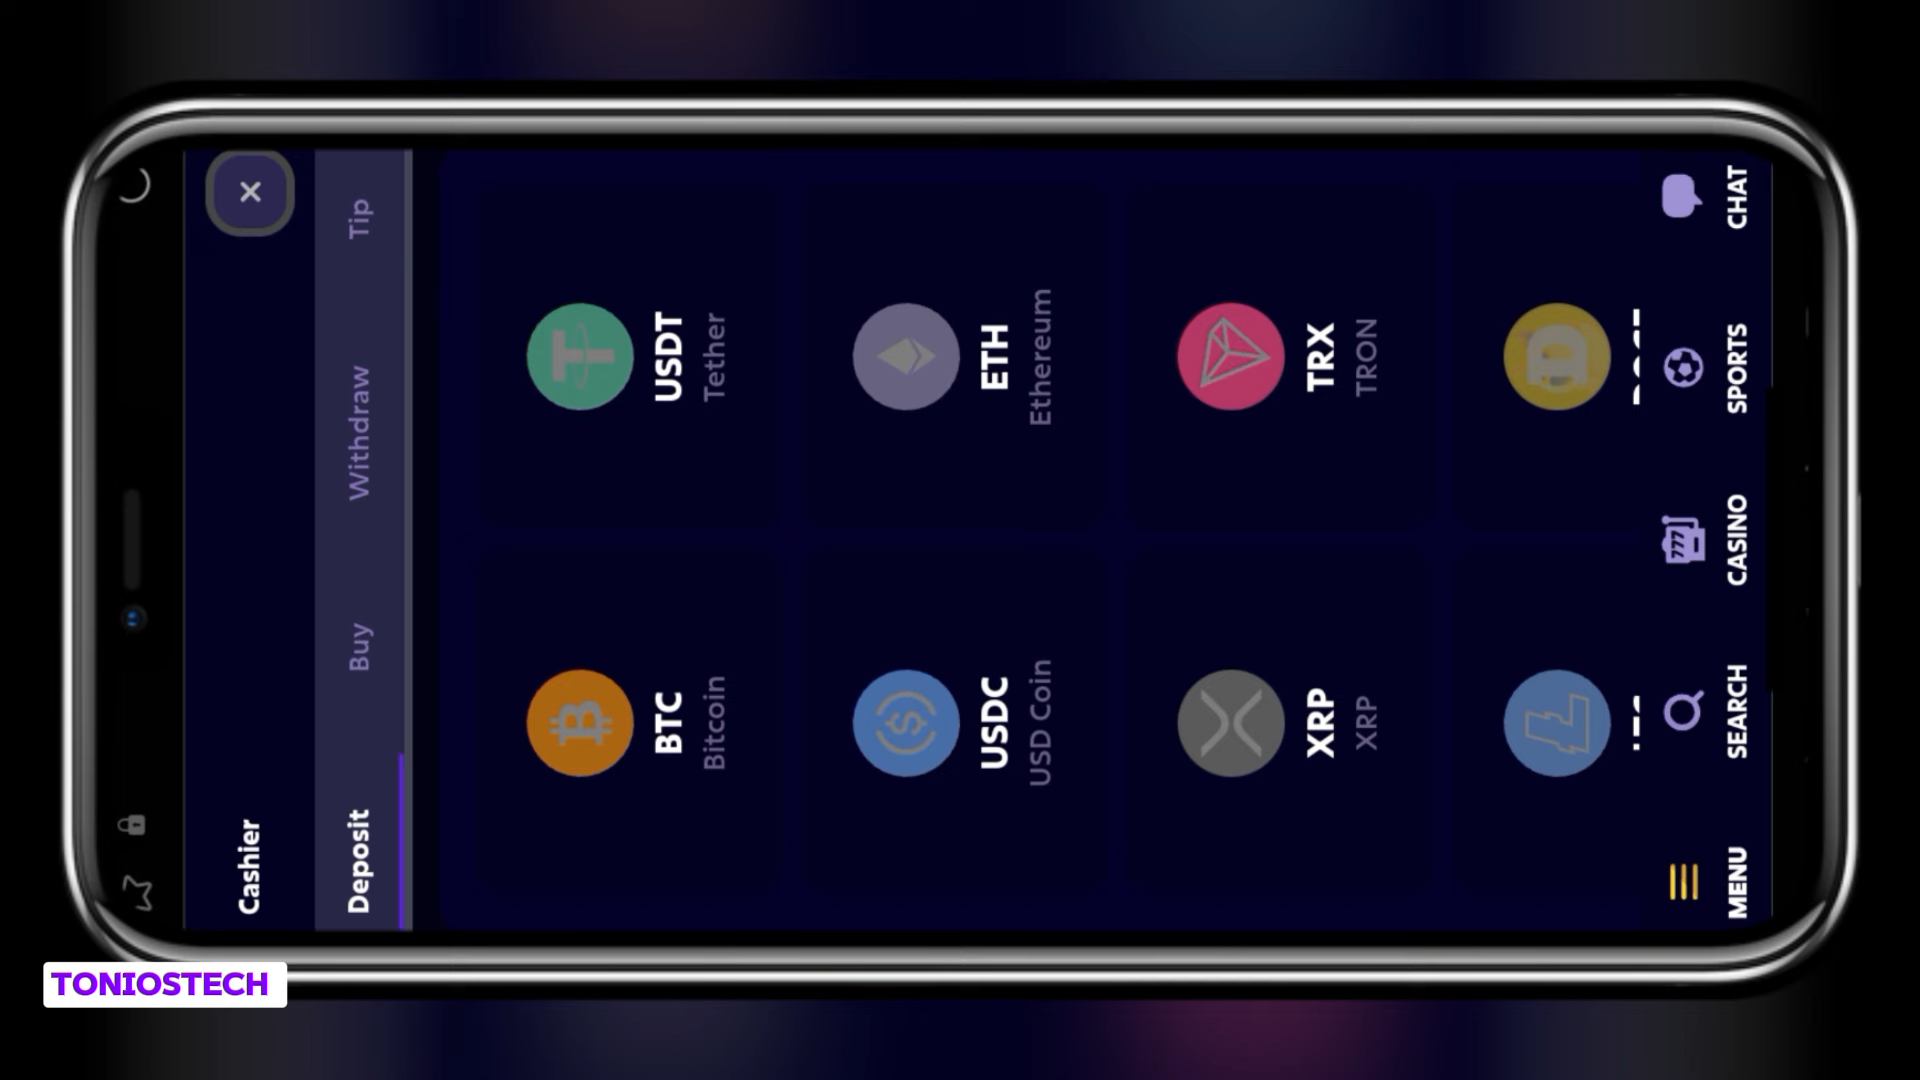 Cashier
Deposit Buy Withdraw Tip
BTC
Bitcoin
USDT
Tether
USDC
USD Coin
ETH
Ethereum
XRP
XRP
TRX
TRON
777
MENU SEARCH CASINO SPORTS CHAT
TONIOSTECH